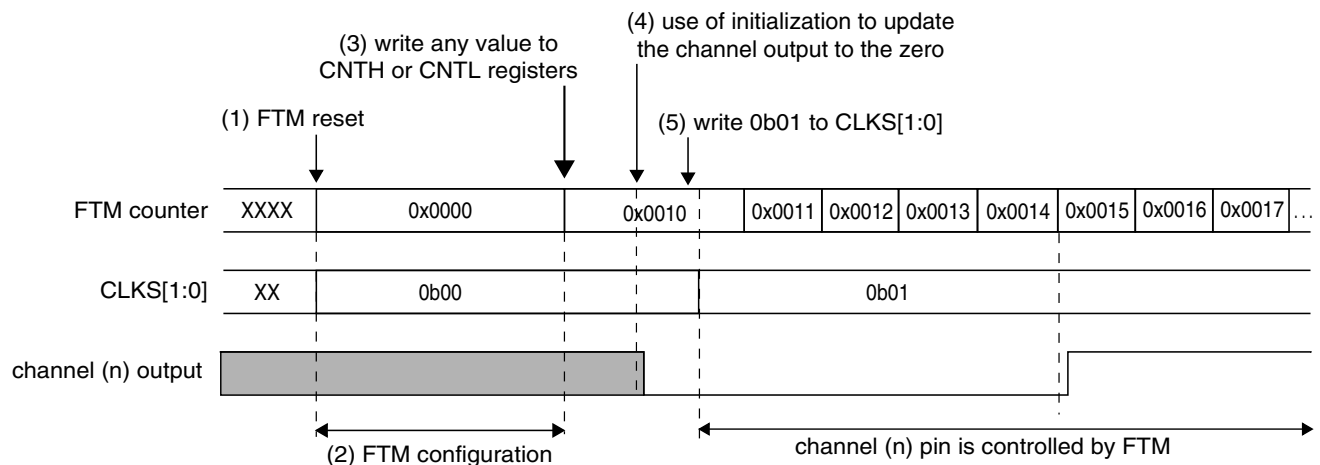 (4) use of initialization to update
the channel output to the zero
(3) write any value to
CNTH or CNTL registers
(1) FTM reset
(5) write 0b01 to CLKS[1:0]
FTM counter XXXX 0x0000 0x0010 0x0011 0x0012 0x0013 0x0014 0x0015 0x0016 0x0017 ...
CLKS[1:0] XX 0b00 0b01
channel (n) output
(2) FTM configuration
channel (n) pin is controlled by FTM